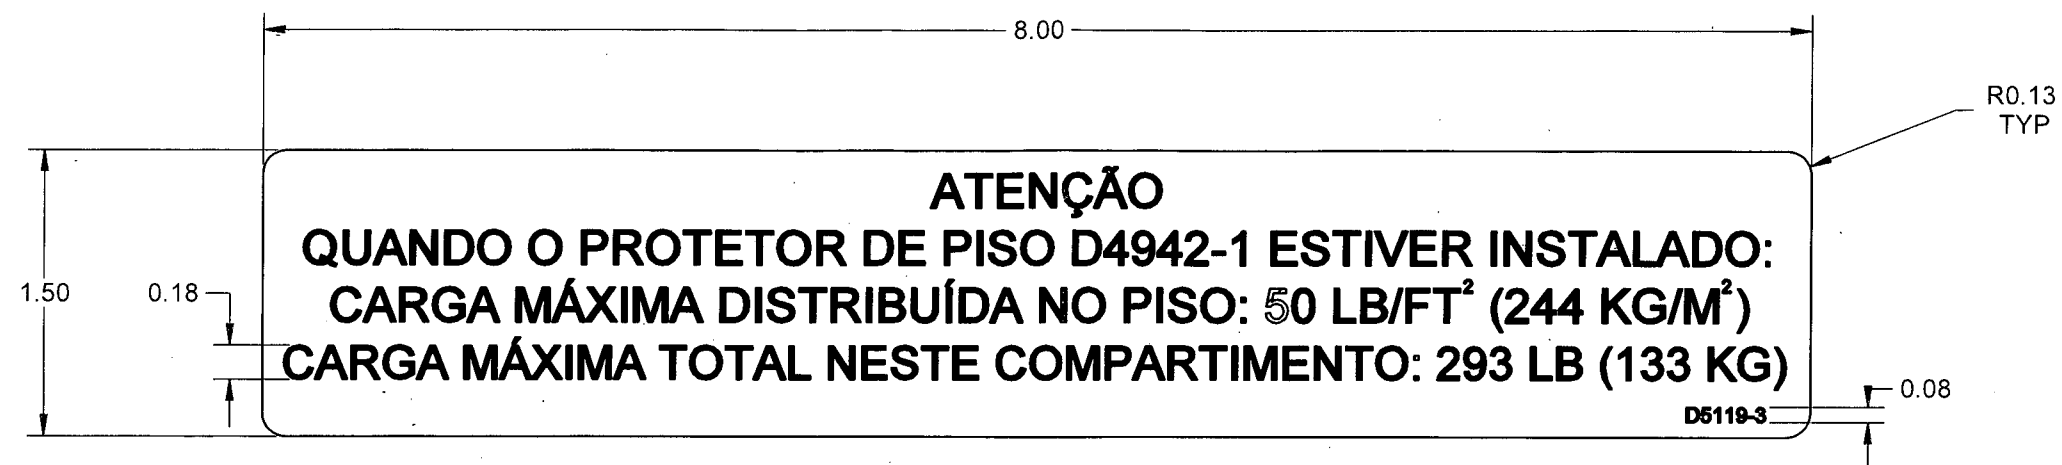 8.00
R0.13
TYP
ATENÇÃO
QUANDO O PROTETOR DE PISO D4942-1 ESTIVER INSTALADO:
1.50
0.18
CARGA MÁXIMA DISTRIBUÍDA NO PISO: 50 LB/FT² (244 KG/M²)
CARGA MÁXIMA TOTAL NESTE COMPARTIMENTO: 293 LB (133 KG)
0.08
D5119-3